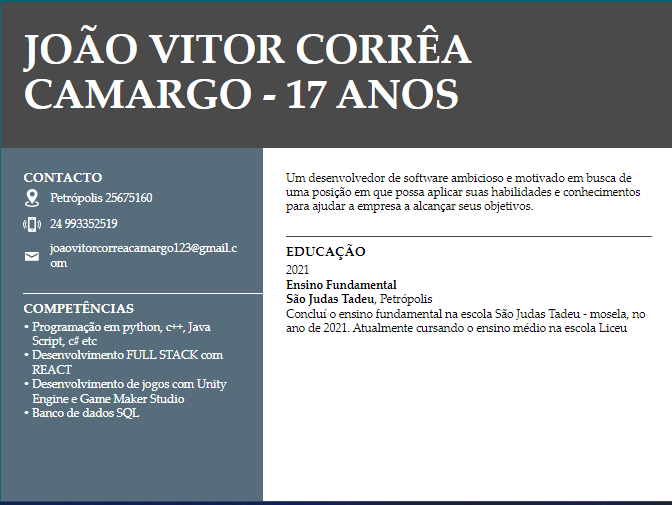 JOÃO VITOR CORRÊA
CAMARGO - 17 ANOS
CONTACTO
Petrópolis 25675160
24 993352519
joaovitorcorreacamargo123@gmail.c
om
COMPETÊNCIAS
• Programação em python, c++, Java
Script, c# etc
• Desenvolvimento FULL STACK com
REACT
• Desenvolvimento de jogos com Unity
Engine e Game Maker Studio
• Banco de dados SQL
Um desenvolvedor de software ambicioso e motivado em busca de
uma posição em que possa aplicar suas habilidades e conhecimentos
para ajudar a empresa a alcançar seus objetivos.
EDUCAÇÃO
2021
Ensino Fundamental
São Judas Tadeu, Petrópolis
Concluí o ensino fundamental na escola São Judas Tadeu - mosela, no
ano de 2021. Atualmente cursando o ensino médio na escola Liceu